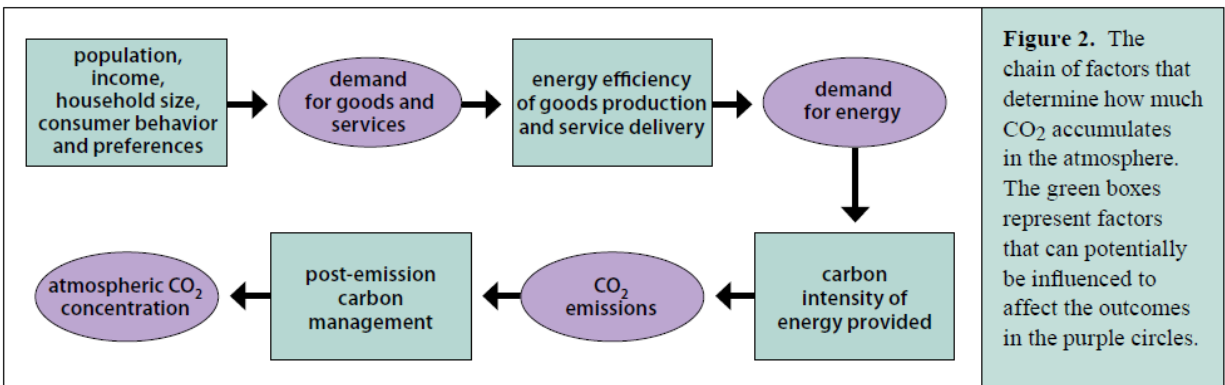 population,
income,
household size,
consumer behavior
and preferences
demand
for goods and
services
energy efficiency
of goods production
and service delivery
demand
for energy
carbon
intensity of
energy provided
CO2
emissions
post-emission
carbon
management
atmospheric CO2
concentration
Figure 2. The
chain of factors that
determine how much
CO2 accumulates
in the atmosphere.
The green boxes
represent factors
that can potentially
be influenced to
affect the outcomes
in the purple circles.